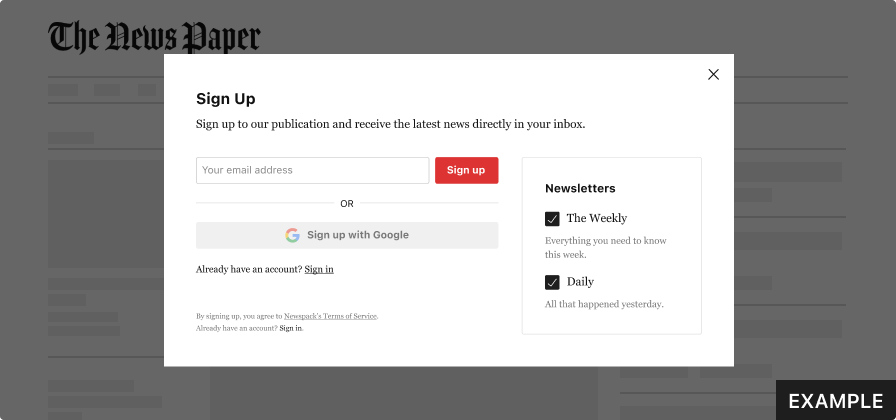 The News Paper
Sign Up
Sign up to our publication and receive the latest news directly in your inbox.
Your email address
Sign up
OR
Sign up with Google
Already have an account? Sign in
By signing up, you agree to Newspack's Terms of Service.
Already have an account? Sign in.
Newsletters
The Weekly
Everything you need to know
this week.
Daily
All that happened yesterday.
EXAMPLE